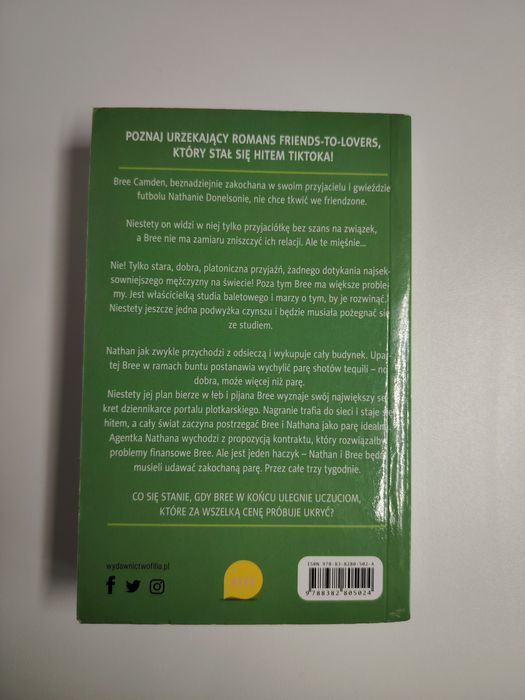 POZNAJ URZEKAJĄCY ROMANS FRIENDS-TO-LOVERS,
KTÓRY STAŁ SIĘ HITEM TIKTOKA!
Bree Camden, beznadziejnie zakochana w swoim przyjacielu i gwieździe
futbolu Nathanie Donelsonie, nie chce tkwić we friendzone.
Niestety on widzi w niej tylko przyjaciółkę bez szans na związek,
a Bree nie ma zamiaru zniszczyć ich relacji. Ale te mięśnie...
Nie! Tylko stara, dobra, platoniczna przyjaźń, żadnego dotykania najsek-
sowniejszego mężczyzny na świecie! Poza tym Bree ma większe proble-
my. Jest właścicielką studia baletowego i marzy o tym, by je rozwinąć.
Niestety jeszcze jedna podwyżka czynszu i będzie musiała pożegnać się
ze studiem.
Nathan jak zwykle przychodzi z odsieczą i wykupuje cały budynek. Upar-
tej Bree w ramach buntu postanawia wychylić parę shotów tequili – no
dobra, może więcej niż parę.
Niestety jej plan bierze w łeb i pijana Bree wyznaje swój największy se-
kret dziennikarce portalu plotkarskiego. Nagranie trafia do sieci i staje się
hitem, a cały świat zaczyna postrzegać Bree i Nathana jako parę idealną.
Agentka Nathana wychodzi z propozycją kontraktu, który rozwiązałby
problemy finansowe Bree. Ale jest jeden haczyk – Nathan i Bree będą
musieli udawać zakochaną parę. Przez całe trzy tygodnie.
CO SIĘ STANIE, GDY BREE W KOŃCU ULEGNIE UCZUCIOM,
KTÓRE ZA WSZELKĄ CENĘ PRÓBUJE UKRYĆ?
wydawnictwofilia.pl
ISBN 978-83-8280-502-4
9 788382 805024